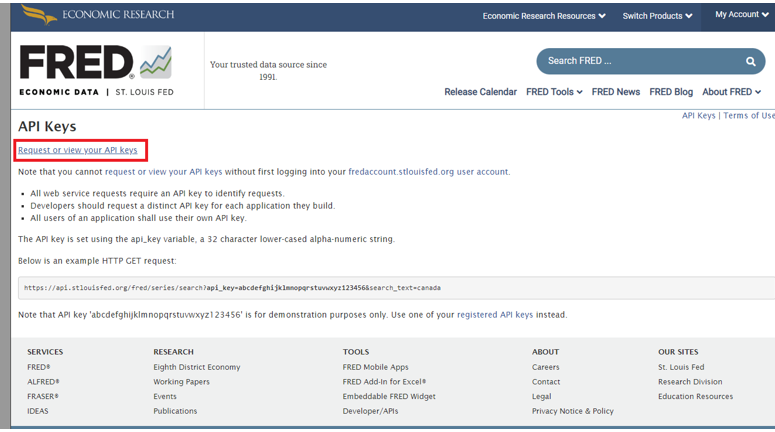 ECONOMIC RESEARCH
Economic Research Resources Switch Products My Account
FRED®
ECONOMIC DATA | ST. LOUIS FED
Your trusted data source since
1991.
Search FRED ...
Release Calendar FRED Tools FRED News FRED Blog About FRED
API Keys | Terms of Use
API Keys
Request or view your API keys
Note that you cannot request or view your API keys without first logging into your fredaccount.stlouisfed.org user account.
• All web service requests require an API key to identify requests.
• Developers should request a distinct API key for each application they build.
• All users of an application shall use their own API key.
The API key is set using the api_key variable, a 32 character lower-cased alpha-numeric string.
Below is an example HTTP GET request:
https://api.stlouisfed.org/fred/series/search?api_key=abcdefghijklmnopqrstuvwxyz123456&search_text=canada
Note that API key 'abcdefghijklmnopqrstuvwxyz123456' is for demonstration purposes only. Use one of your registered API keys instead.
SERVICES RESEARCH TOOLS ABOUT OUR SITES
FRED® Eighth District Economy FRED Mobile Apps Careers St. Louis Fed
ALFRED® Working Papers FRED Add-In for Excel® Contact Research Division
FRASER® Events Embeddable FRED Widget Legal Education Resources
IDEAS Publications Developer/APIs Privacy Notice & Policy